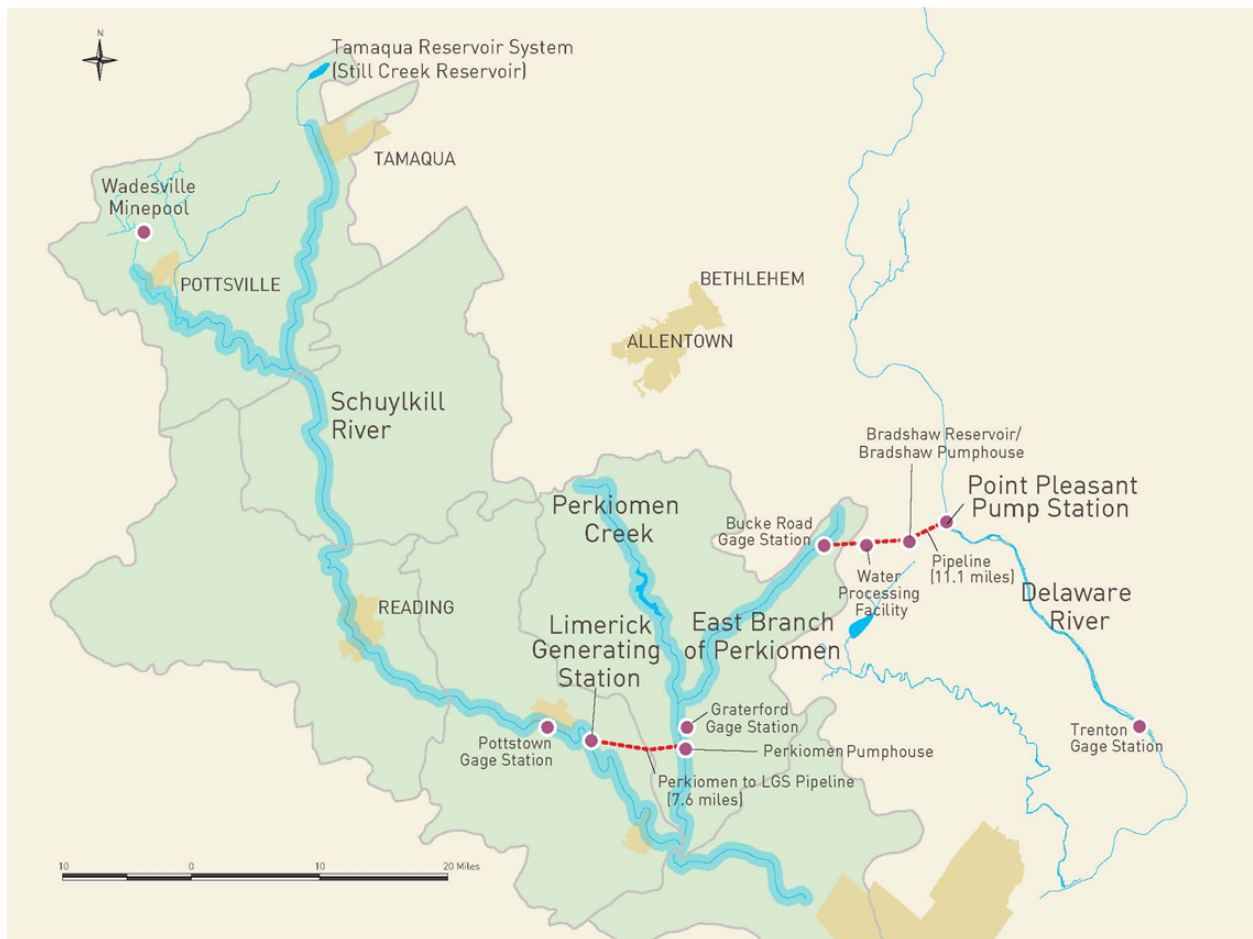 N
Tamaqua Reservoir System
(Still Creek Reservoir)
TAMAQUA
Wadesville
Minepool
POTTSVILLE
BETHLEHEM
ALLENTOWN
Schuylkill
River
Bradshaw Reservoir/
Bradshaw Pumphouse
Point Pleasant
Pump Station
Perkiomen
Creek
Bucke Road
Gage Station
Pipeline
(11.1 miles)
Water
Processing
Facility
Delaware
River
READING
Limerick
Generating
Station
East Branch
of Perkiomen
Graterford
Gage Station
Trenton
Gage Station
Pottstown
Gage Station
Perkiomen Pumphouse
Perkiomen to LGS Pipeline
(7.6 miles)
10 0 10 20 Miles